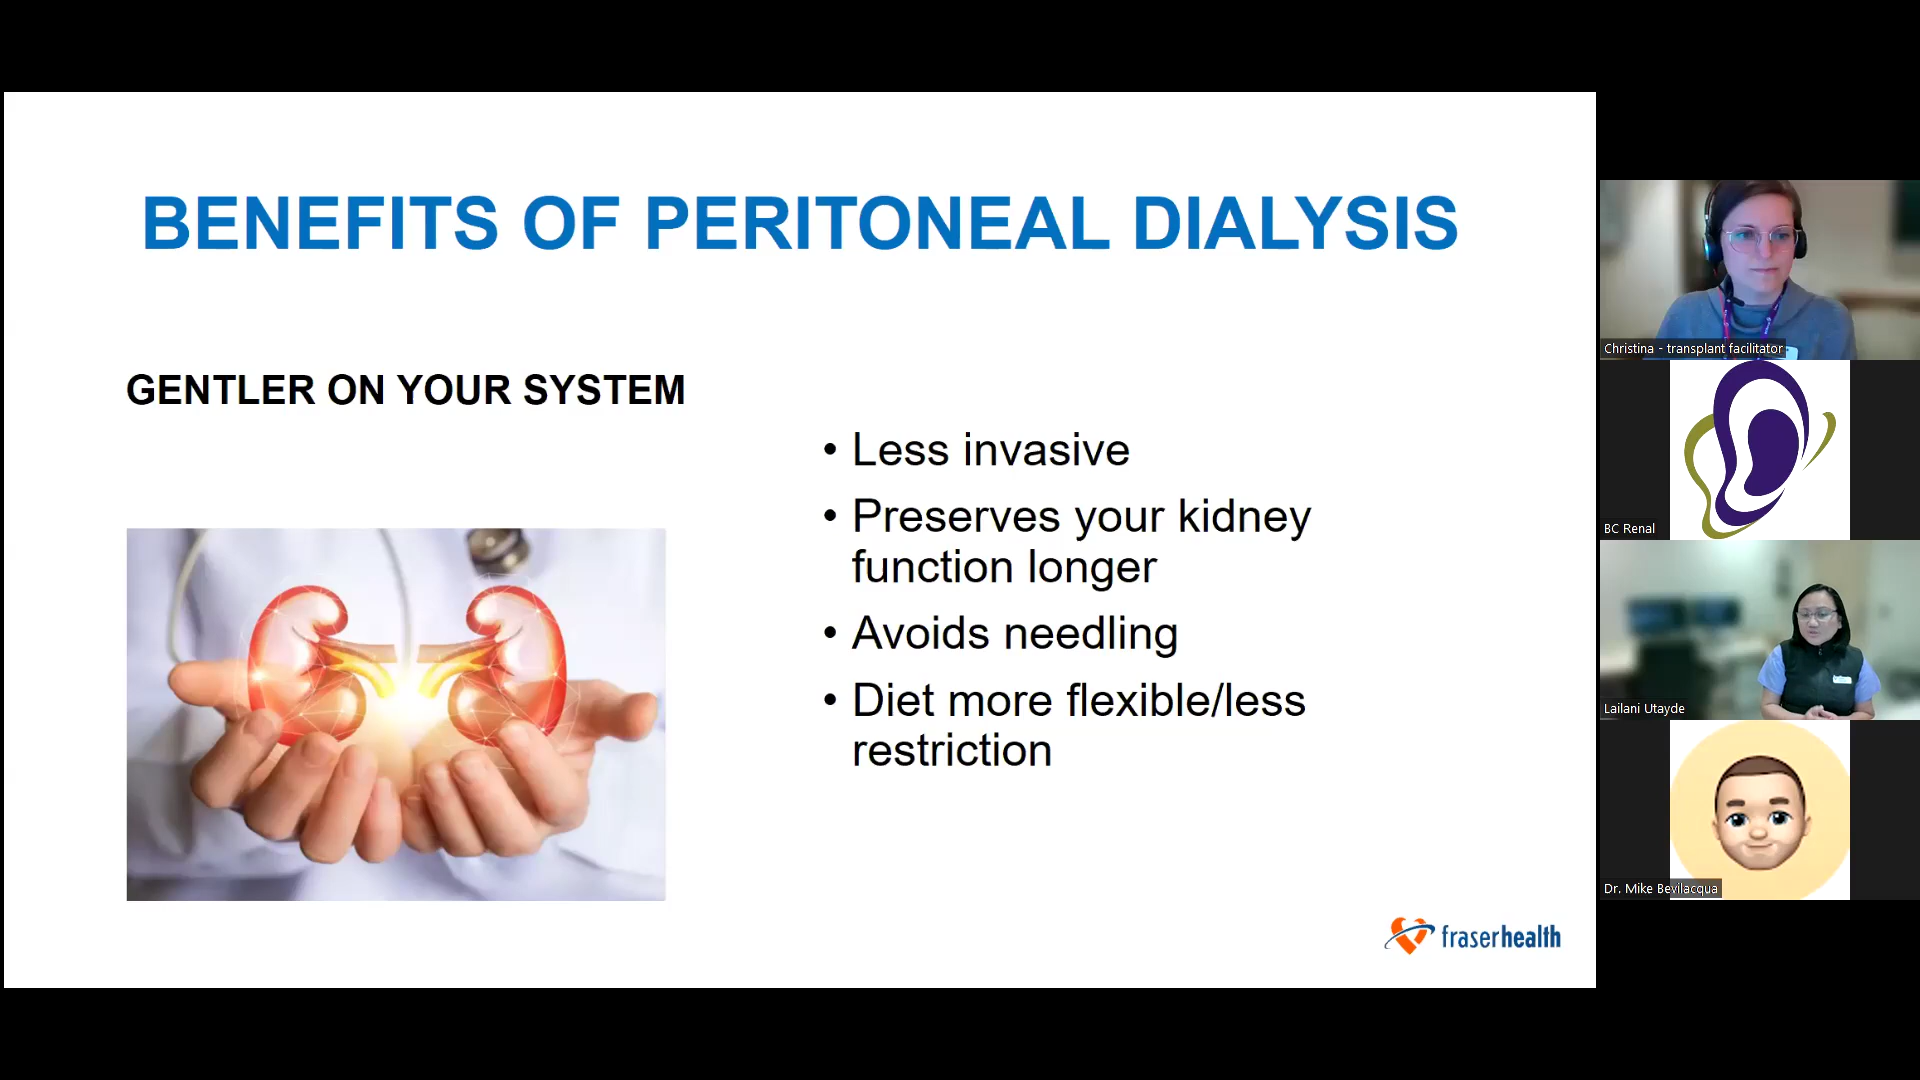 BENEFITS OF PERITONEAL DIALYSIS
GENTLER ON YOUR SYSTEM
• Less invasive
• Preserves your kidney
function longer
• Avoids needling
• Diet more flexible/less
restriction
fraserhealth
Christina - transplant facilitator
BC Renal
Lailani Utayde
Dr. Mike Bevilacqua